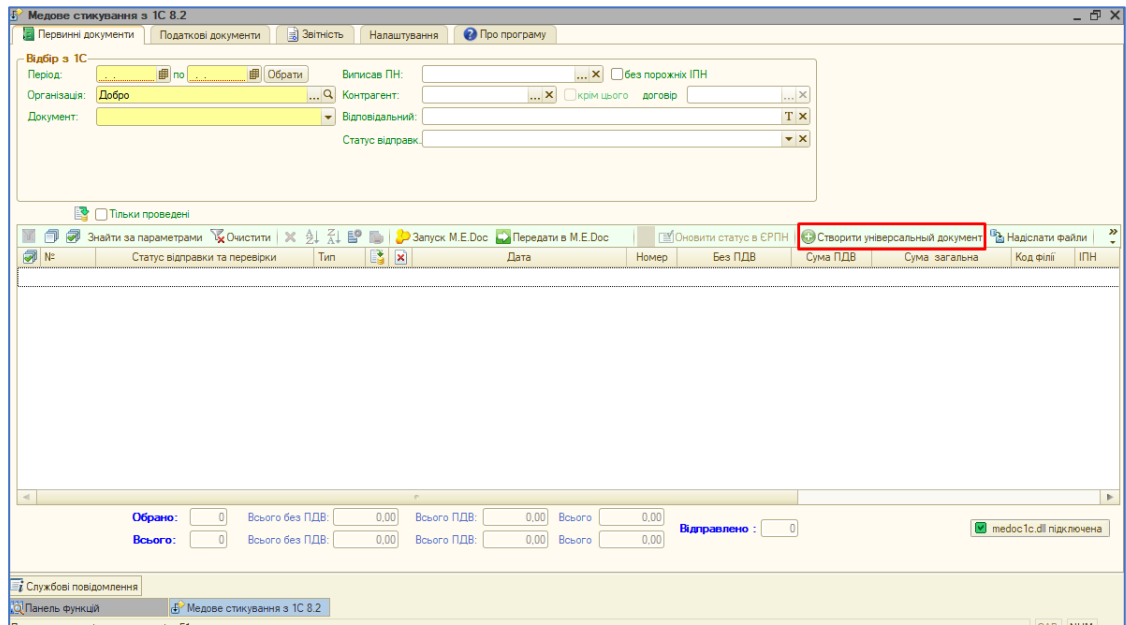 Медове стикування з 1С 8.2
Первинні документи Податкові документи Звітність Налаштування Про програму
Відбір з 1С
Період: . . по . . Обрати Виписав ПН: ... без порожніх ІПН
Організація: Добро ... Контрагент: ... крім цього договір ...
Документ: Відповідальний: T
Статус відправк.
Тільки проведені
Знайти за параметрами Очистити Запуск M.E.Doc Передати в M.E.Doc Оновити статус в ЄРПН Створити універсальный документ Надіслати файли
№ Статус відправки та перевірки Тип Дата Номер Без ПДВ Сума ПДВ Сума загальна Код філії ІПН
Обрано: 0 Всього без ПДВ: 0,00 Всього ПДВ: 0,00 Всього 0,00
Відправлено : 0 medoc1c.dll підключена
Всього: 0 Всього без ПДВ: 0,00 Всього ПДВ: 0,00 Всього 0,00
Службові повідомлення
Панель функцій Медове стикування з 1С 8.2